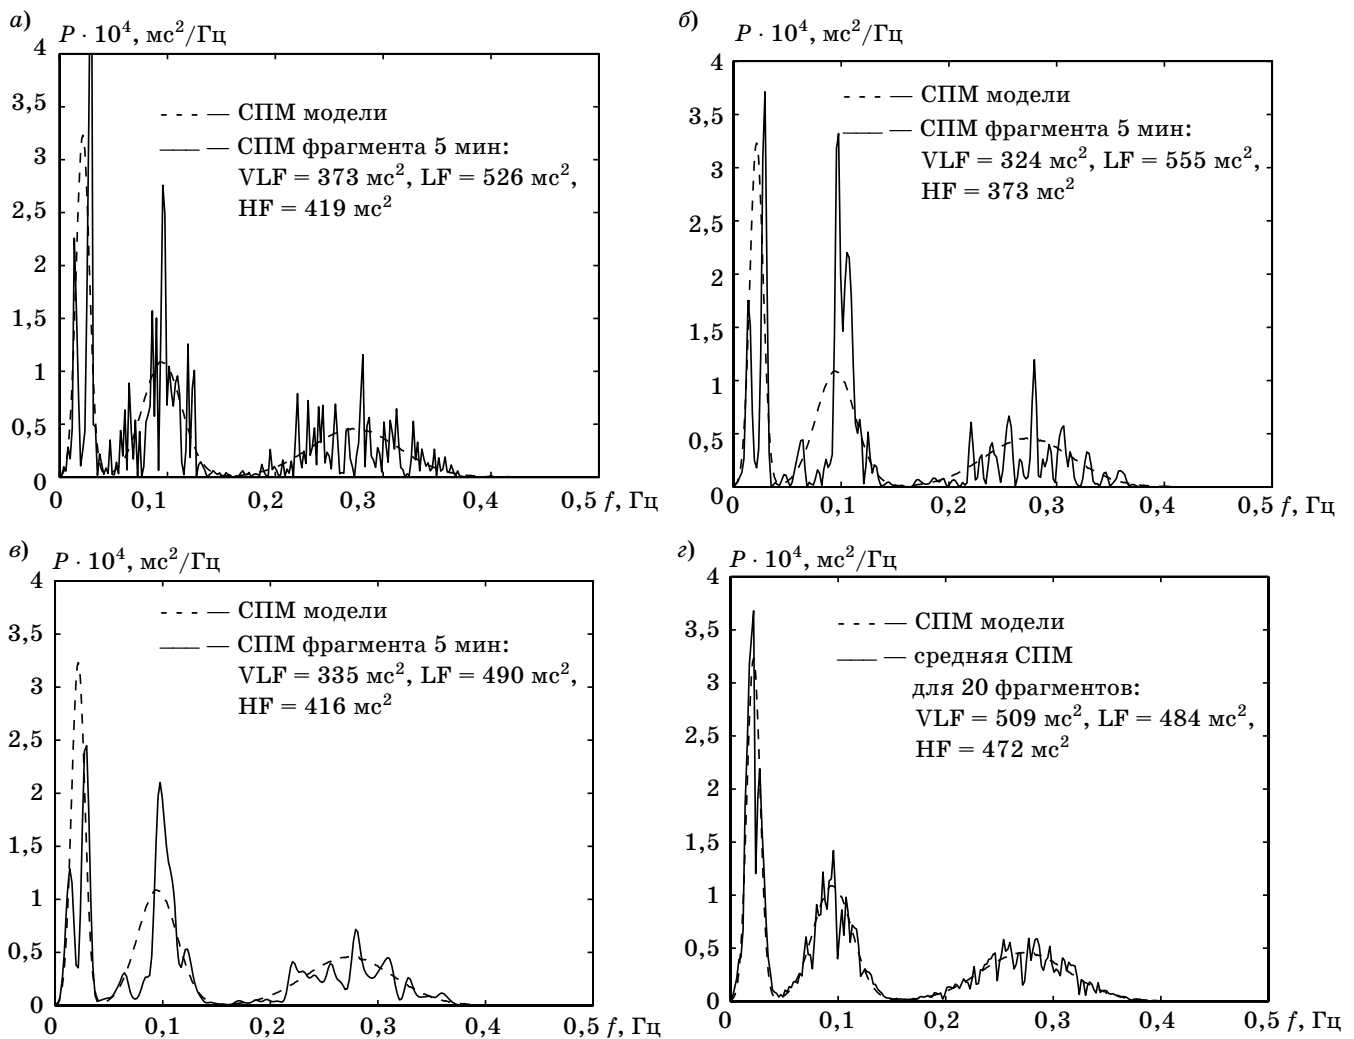 а)
P · 10⁴, мс²/Гц
4
3,5
3
2,5
2
1,5
1
0,5
0
- - - — СПМ модели
—— — СПМ фрагмента 5 мин:
VLF = 373 мс², LF = 526 мс²,
HF = 419 мс²
0 0,1 0,2 0,3 0,4 0,5 f, Гц
б)
P · 10⁴, мс²/Гц
4
3,5
3
2,5
2
1,5
1
0,5
0
- - - — СПМ модели
—— — СПМ фрагмента 5 мин:
VLF = 324 мс², LF = 555 мс²,
HF = 373 мс²
0 0,1 0,2 0,3 0,4 0,5 f, Гц
в)
P · 10⁴, мс²/Гц
4
3,5
3
2,5
2
1,5
1
0,5
0
- - - — СПМ модели
—— — СПМ фрагмента 5 мин:
VLF = 335 мс², LF = 490 мс²,
HF = 416 мс²
0 0,1 0,2 0,3 0,4 0,5 f, Гц
г)
P · 10⁴, мс²/Гц
4
3,5
3
2,5
2
1,5
1
0,5
0
- - - — СПМ модели
—— — средняя СПМ
для 20 фрагментов:
VLF = 509 мс², LF = 484 мс²,
HF = 472 мс²
0 0,1 0,2 0,3 0,4 0,5 f, Гц